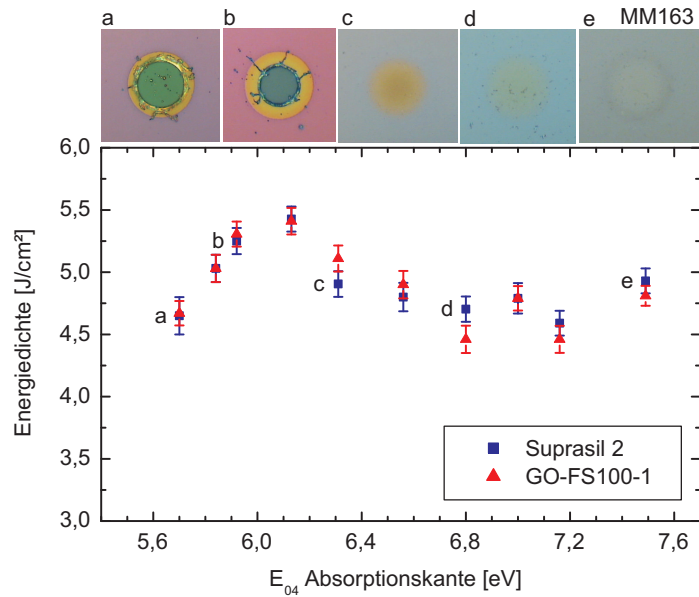 a b c d e MM163
6,0
5,5
5,0
4,5
4,0
3,5
3,0
Energiedichte [J/cm²]
a
b
c
d
e
Suprasil 2
GO-FS100-1
5,6 6,0 6,4 6,8 7,2 7,6
E₀₄ Absorptionskante [eV]